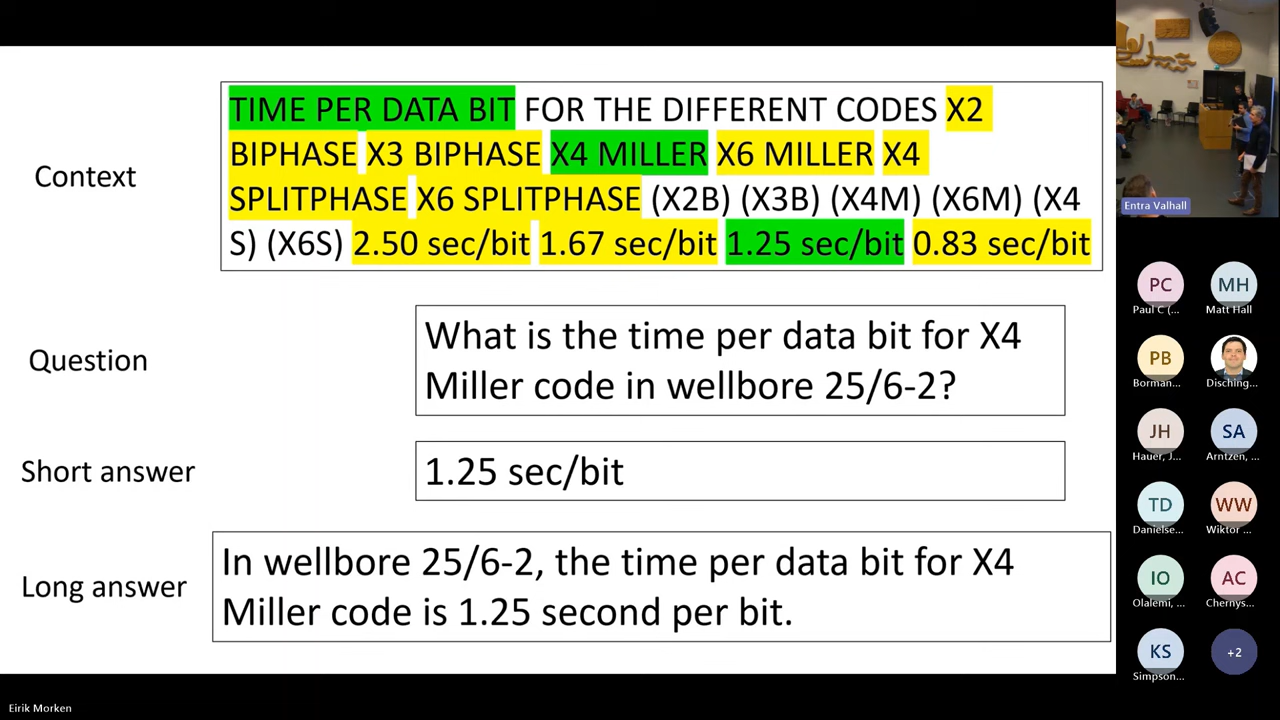 Context
TIME PER DATA BIT FOR THE DIFFERENT CODES X2
BIPHASE X3 BIPHASE X4 MILLER X6 MILLER X4
SPLITPHASE X6 SPLITPHASE (X2B) (X3B) (X4M) (X6M) (X4
S) (X6S) 2.50 sec/bit 1.67 sec/bit 1.25 sec/bit 0.83 sec/bit
Question
What is the time per data bit for X4
Miller code in wellbore 25/6-2?
Short answer
1.25 sec/bit
Long answer
In wellbore 25/6-2, the time per data bit for X4
Miller code is 1.25 second per bit.
Entra Valhall
PC
MH
Paul C (...
Matt Hall
PB
Borman...
Disching...
JH
SA
Hauer, J...
Arntzen, ...
TD
WW
Danielse...
Wiktor ...
IO
AC
Olalemi, ...
Chernys...
KS
+2
Simpson...
Eirik Morken